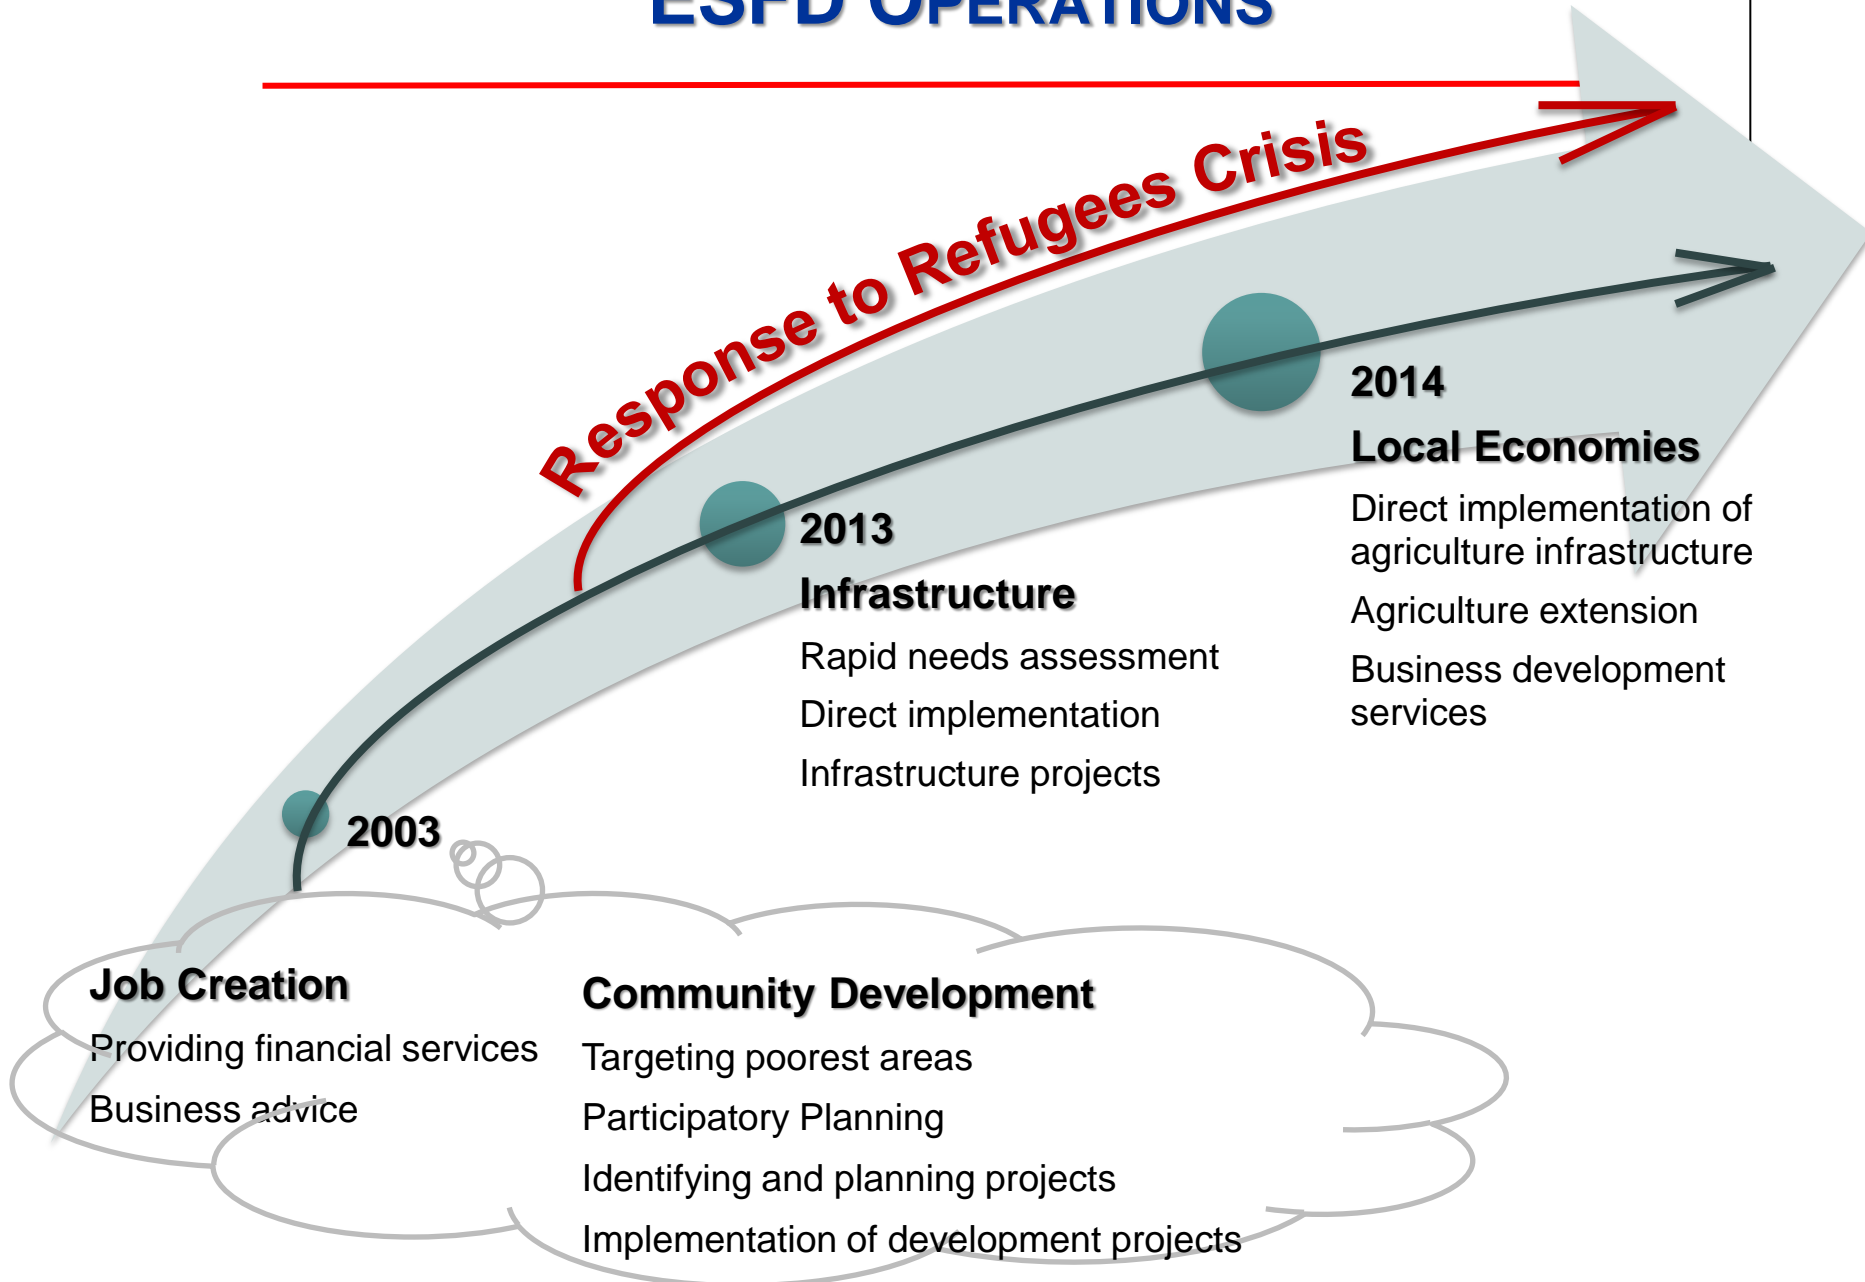 ESFD OPERATIONS
Response to Refugees Crisis
2014
Local Economies
Direct implementation of
agriculture infrastructure
Agriculture extension
Business development
services
2013
Infrastructure
Rapid needs assessment
Direct implementation
Infrastructure projects
2003
Job Creation
Providing financial services
Business advice
Community Development
Targeting poorest areas
Participatory Planning
Identifying and planning projects
Implementation of development projects